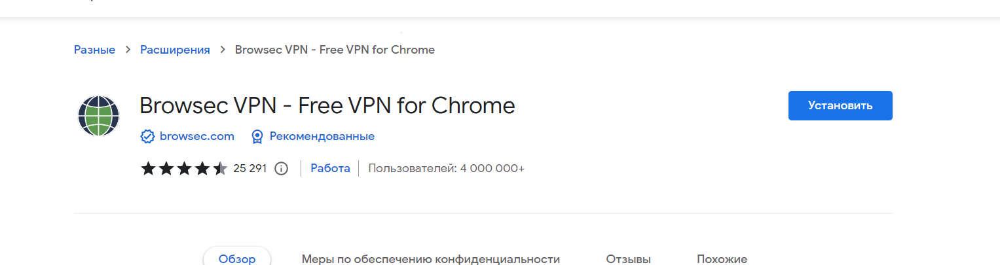 Разные > Расширения > Browsec VPN - Free VPN for Chrome
Browsec VPN - Free VPN for Chrome
Установить
browsec.com Рекомендованные
25 291 Работа Пользователей: 4 000 000+
Обзор Меры по обеспечению конфиденциальности Отзывы Похожие